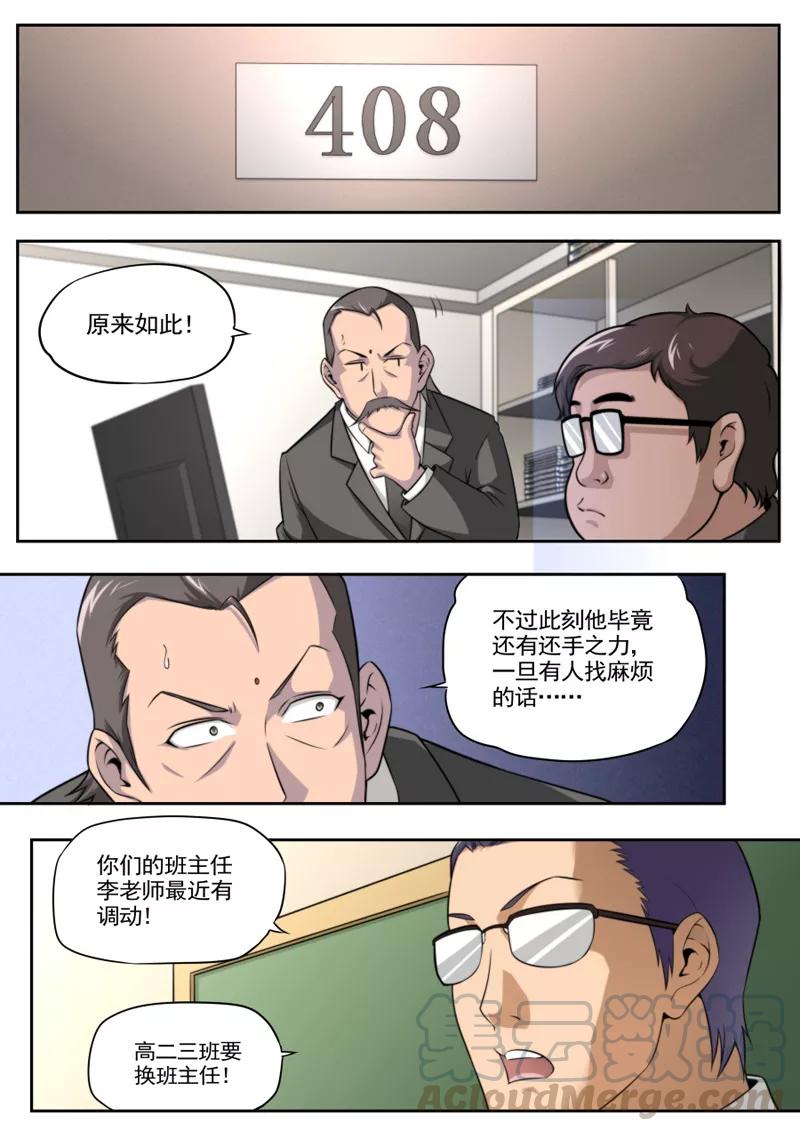 408
原来如此！
不过此刻他毕竟
还有还手之力，
一旦有人找麻烦
的话……
你们的班主任
李老师最近有
调动！
高二三班要
换班主任！
集云数据
AcloudMerge.com